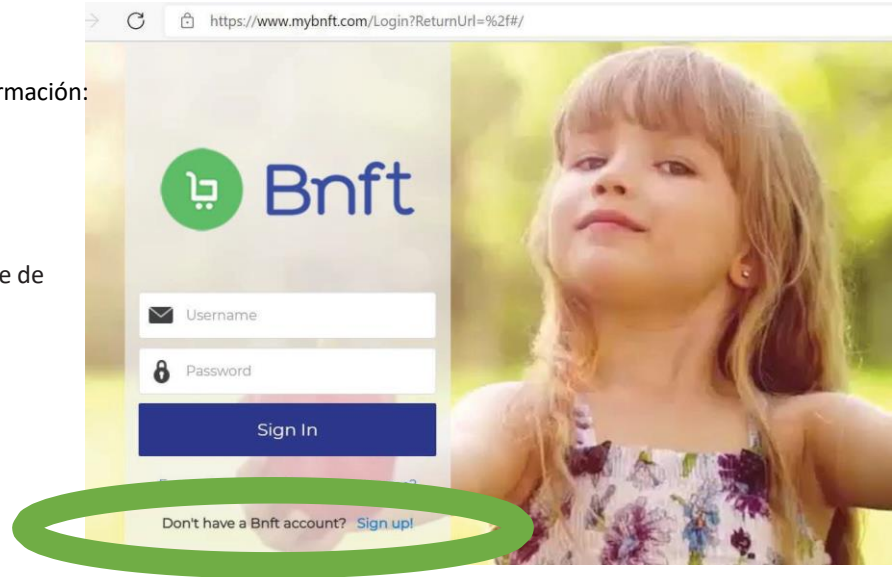 https://www.mybnft.com/Login?ReturnUrl=%2f#/
rmación:
Bnft
e de
Username
Password
Sign In
Don't have a Bnft account? Sign up!